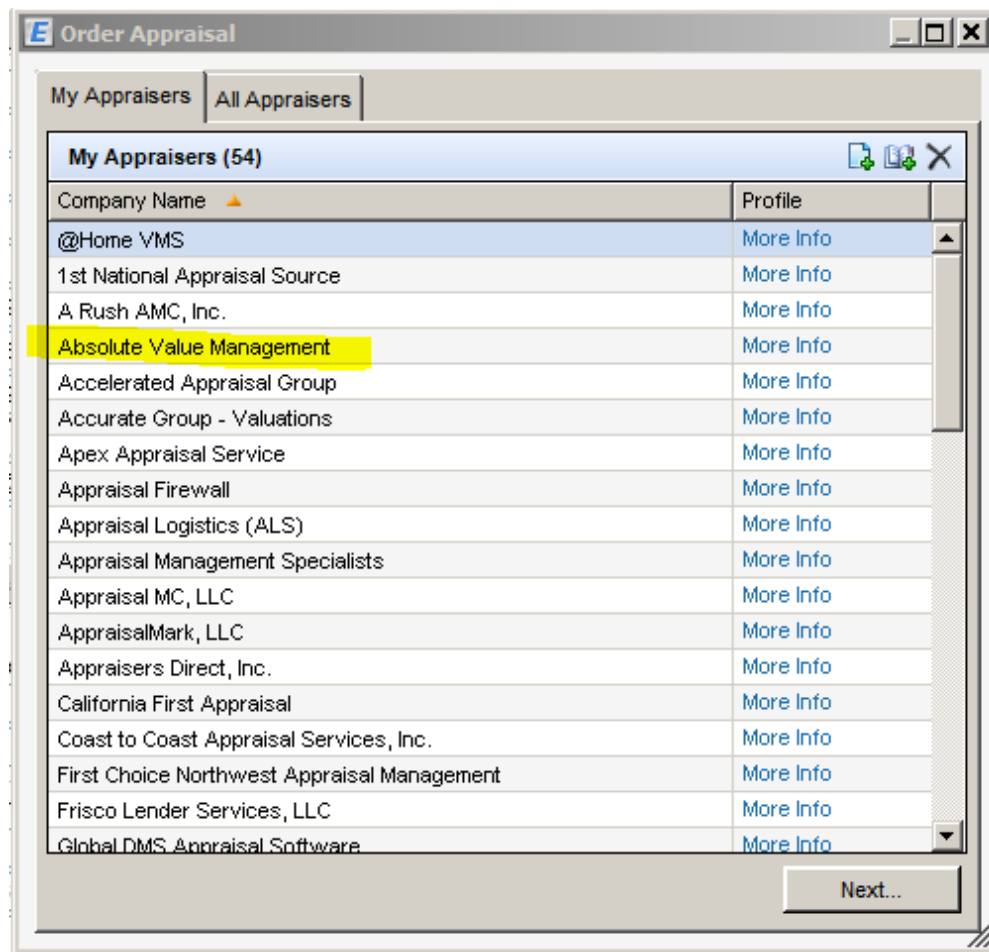 E Order Appraisal
My Appraisers All Appraisers
My Appraisers (54)
Company Name Profile
@Home VMS More Info
1st National Appraisal Source More Info
A Rush AMC, Inc. More Info
Absolute Value Management More Info
Accelerated Appraisal Group More Info
Accurate Group - Valuations More Info
Apex Appraisal Service More Info
Appraisal Firewall More Info
Appraisal Logistics (ALS) More Info
Appraisal Management Specialists More Info
Appraisal MC, LLC More Info
AppraisalMark, LLC More Info
Appraisers Direct, Inc. More Info
California First Appraisal More Info
Coast to Coast Appraisal Services, Inc. More Info
First Choice Northwest Appraisal Management More Info
Frisco Lender Services, LLC More Info
Global DMS Appraisal Software More Info
Next...